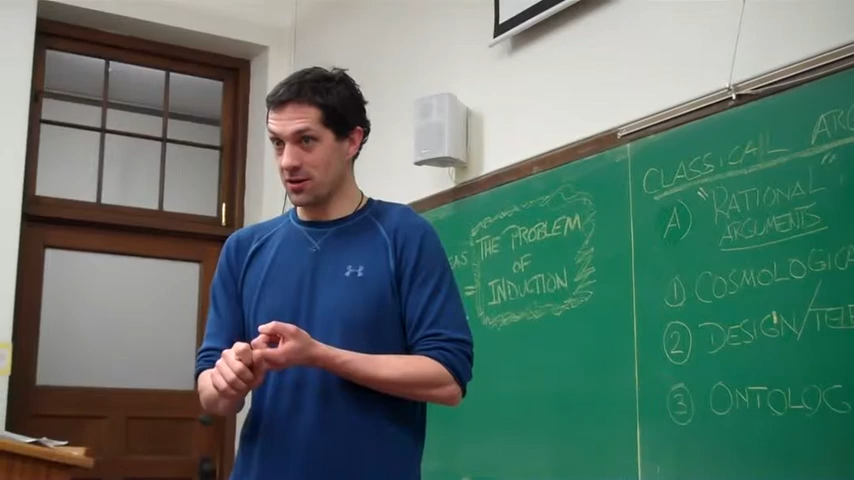 THE PROBLEM
OF
INDUCTION
CLASSICAL
A) "RATIONAL
ARGUMENTS
① COSMOLOGICA
② DESIGN/TELE
③ ONTOLOG